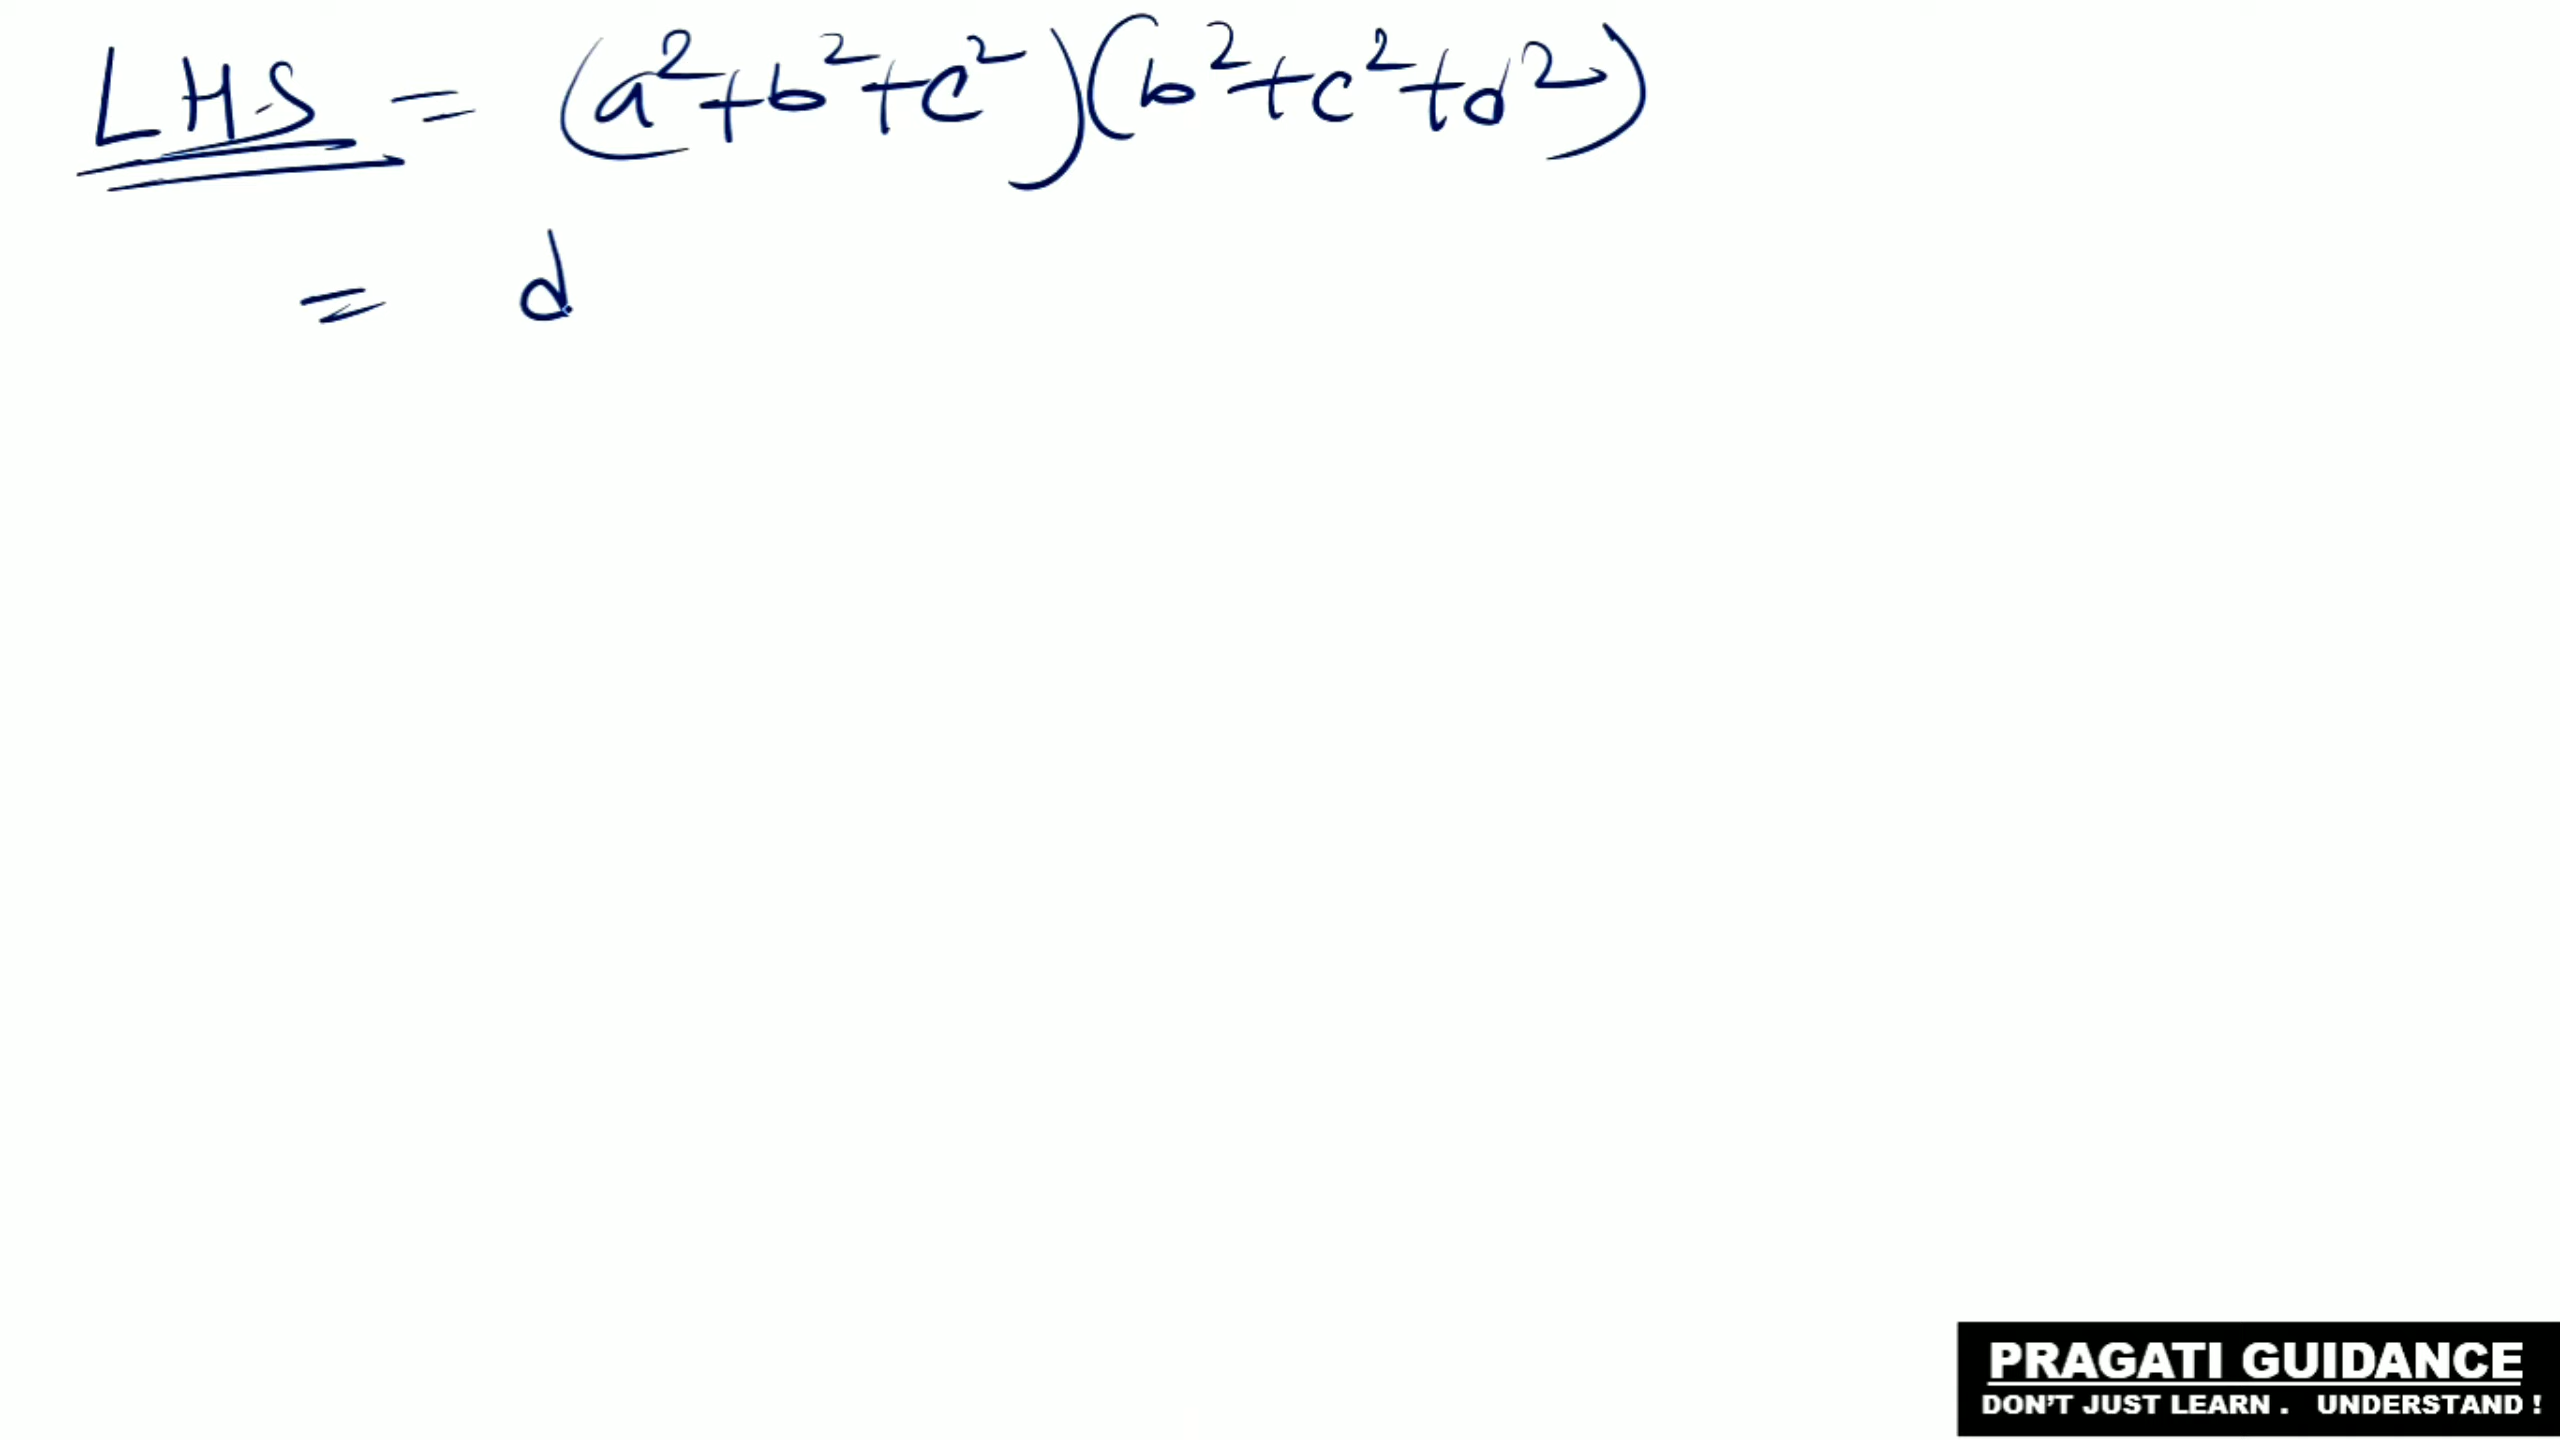 LHS = (a²+b²+c²)(b²+c²+d²)
= d
PRAGATI GUIDANCE
DON'T JUST LEARN . UNDERSTAND !